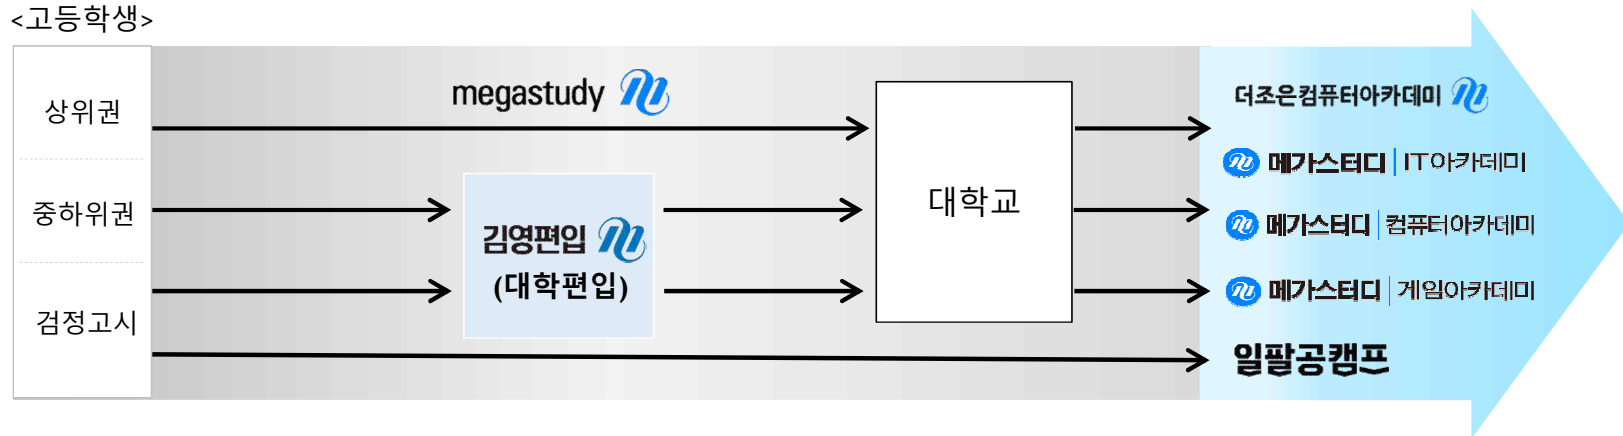 <고등학생>
상위권
중하위권
검정고시
megastudy
김영편입
(대학편입)
대학교
더조은컴퓨터아카데미
메가스터디 | IT아카데미
메가스터디 | 컴퓨터아카데미
메가스터디 | 게임아카데미
일팔공캠프